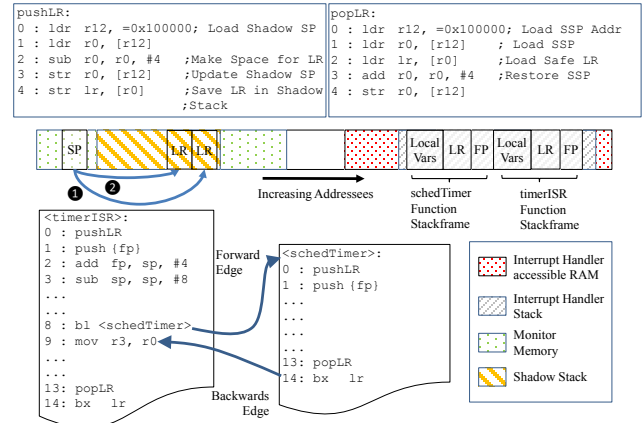 pushLR:
0 : ldr r12, =0x100000; Load Shadow SP
1 : ldr r0, [r12]
2 : sub r0, r0, #4 ;Make Space for LR
3 : str r0, [r12] ;Update Shadow SP
4 : str lr, [r0] ;Save LR in Shadow
;Stack
popLR:
0 : ldr r12, =0x100000; Load SSP Addr
1 : ldr r0, [r12] ; Load SSP
2 : ldr lr, [r0] ;Load Safe LR
3 : add r0, r0, #4 ;Restore SSP
4 : str r0, [r12]
SP
LR
LR
Local
Vars
LR
FP
Local
Vars
LR
FP
1
2
Increasing Addressees
schedTimer
Function
Stackframe
timerISR
Function
Stackframe
<timerISR>:
0 : pushLR
1 : push {fp}
2 : add fp, sp, #4
3 : sub sp, sp, #8
...
...
8 : bl <schedTimer>
9 : mov r3, r0
...
...
13: popLR
14: bx lr
Forward
Edge
Backwards
Edge
<schedTimer>:
0 : pushLR
1 : push {fp}
...
...
...
...
13: popLR
14: bx lr
Interrupt Handler
accessible RAM
Interrupt Handler
Stack
Monitor
Memory
Shadow Stack